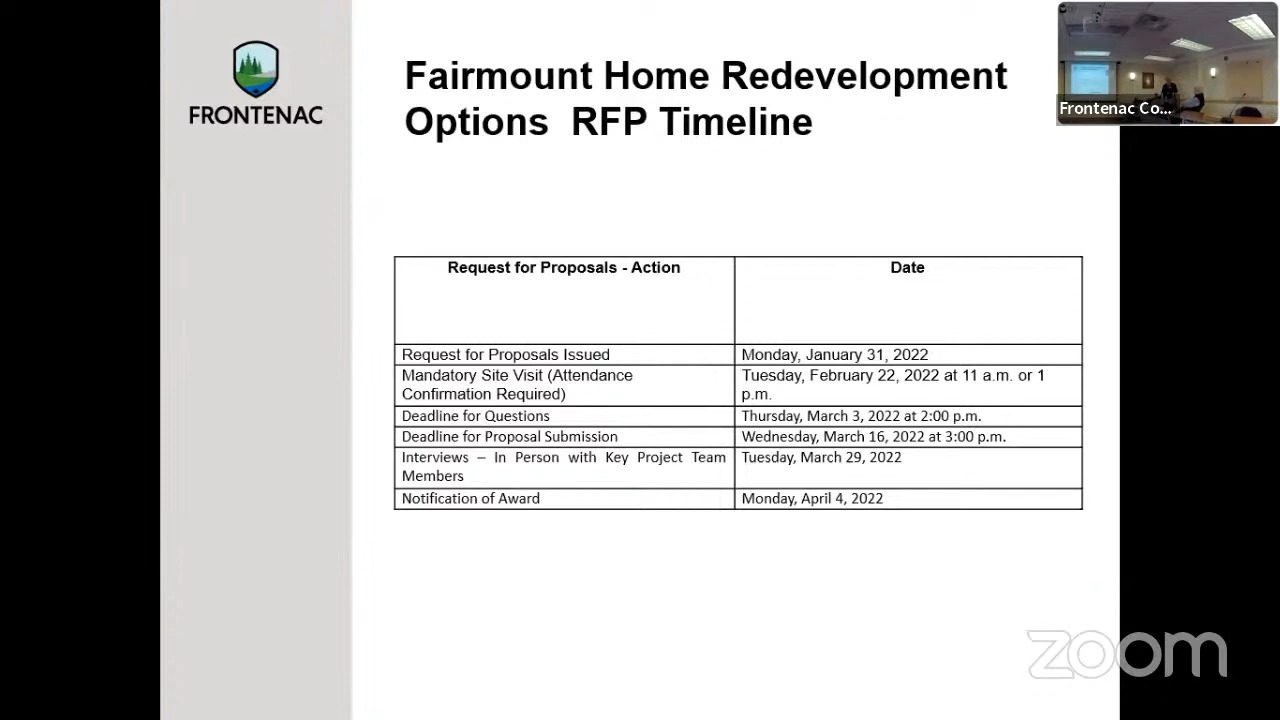 FRONTENAC
Fairmount Home Redevelopment
Options RFP Timeline
Frontenac Co...
Request for Proposals - Action
Date
Request for Proposals Issued
Monday, January 31, 2022
Mandatory Site Visit (Attendance
Confirmation Required)
Tuesday, February 22, 2022 at 11 a.m. or 1
p.m.
Deadline for Questions
Thursday, March 3, 2022 at 2:00 p.m.
Deadline for Proposal Submission
Wednesday, March 16, 2022 at 3:00 p.m.
Interviews – In Person with Key Project Team
Members
Tuesday, March 29, 2022
Notification of Award
Monday, April 4, 2022
zoom